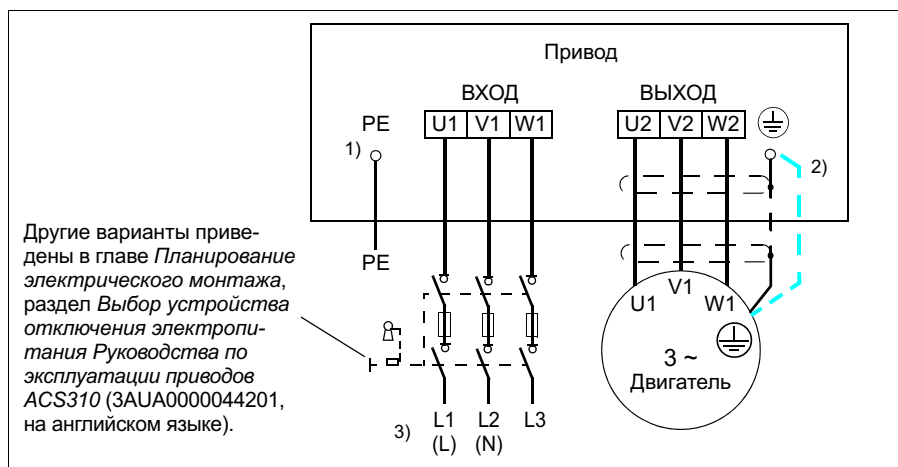 Привод
ВХОД
ВЫХОД
PE
U1 V1 W1
U2 V2 W2
1)
2)
PE
Другие варианты приве-
дены в главе Планирование
электрического монтажа,
раздел Выбор устройства
отключения электропи-
тания Руководства по
эксплуатации приводов
ACS310 (3AUA0000044201,
на английском языке).
U1 V1 W1
3 ~
Двигатель
3)
L1 L2 L3
(L) (N)